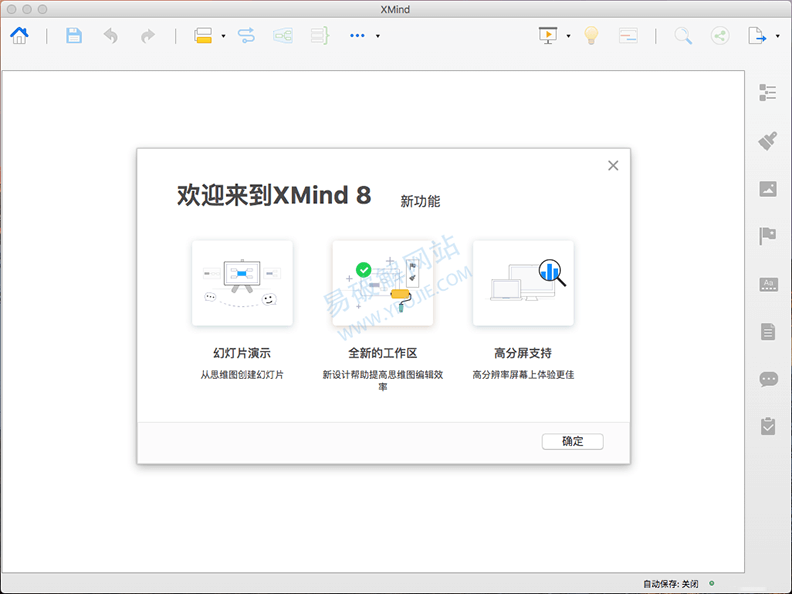 XMind
欢迎来到XMind 8
新功能
易破解网站
WWW.YPOJIE.COM
幻灯片演示
全新的工作区
高分屏支持
从思维图创建幻灯片
新设计帮助提高思维图编辑效
率
高分辨率屏幕上体验更佳
确定
Aa
自动保存: 关闭